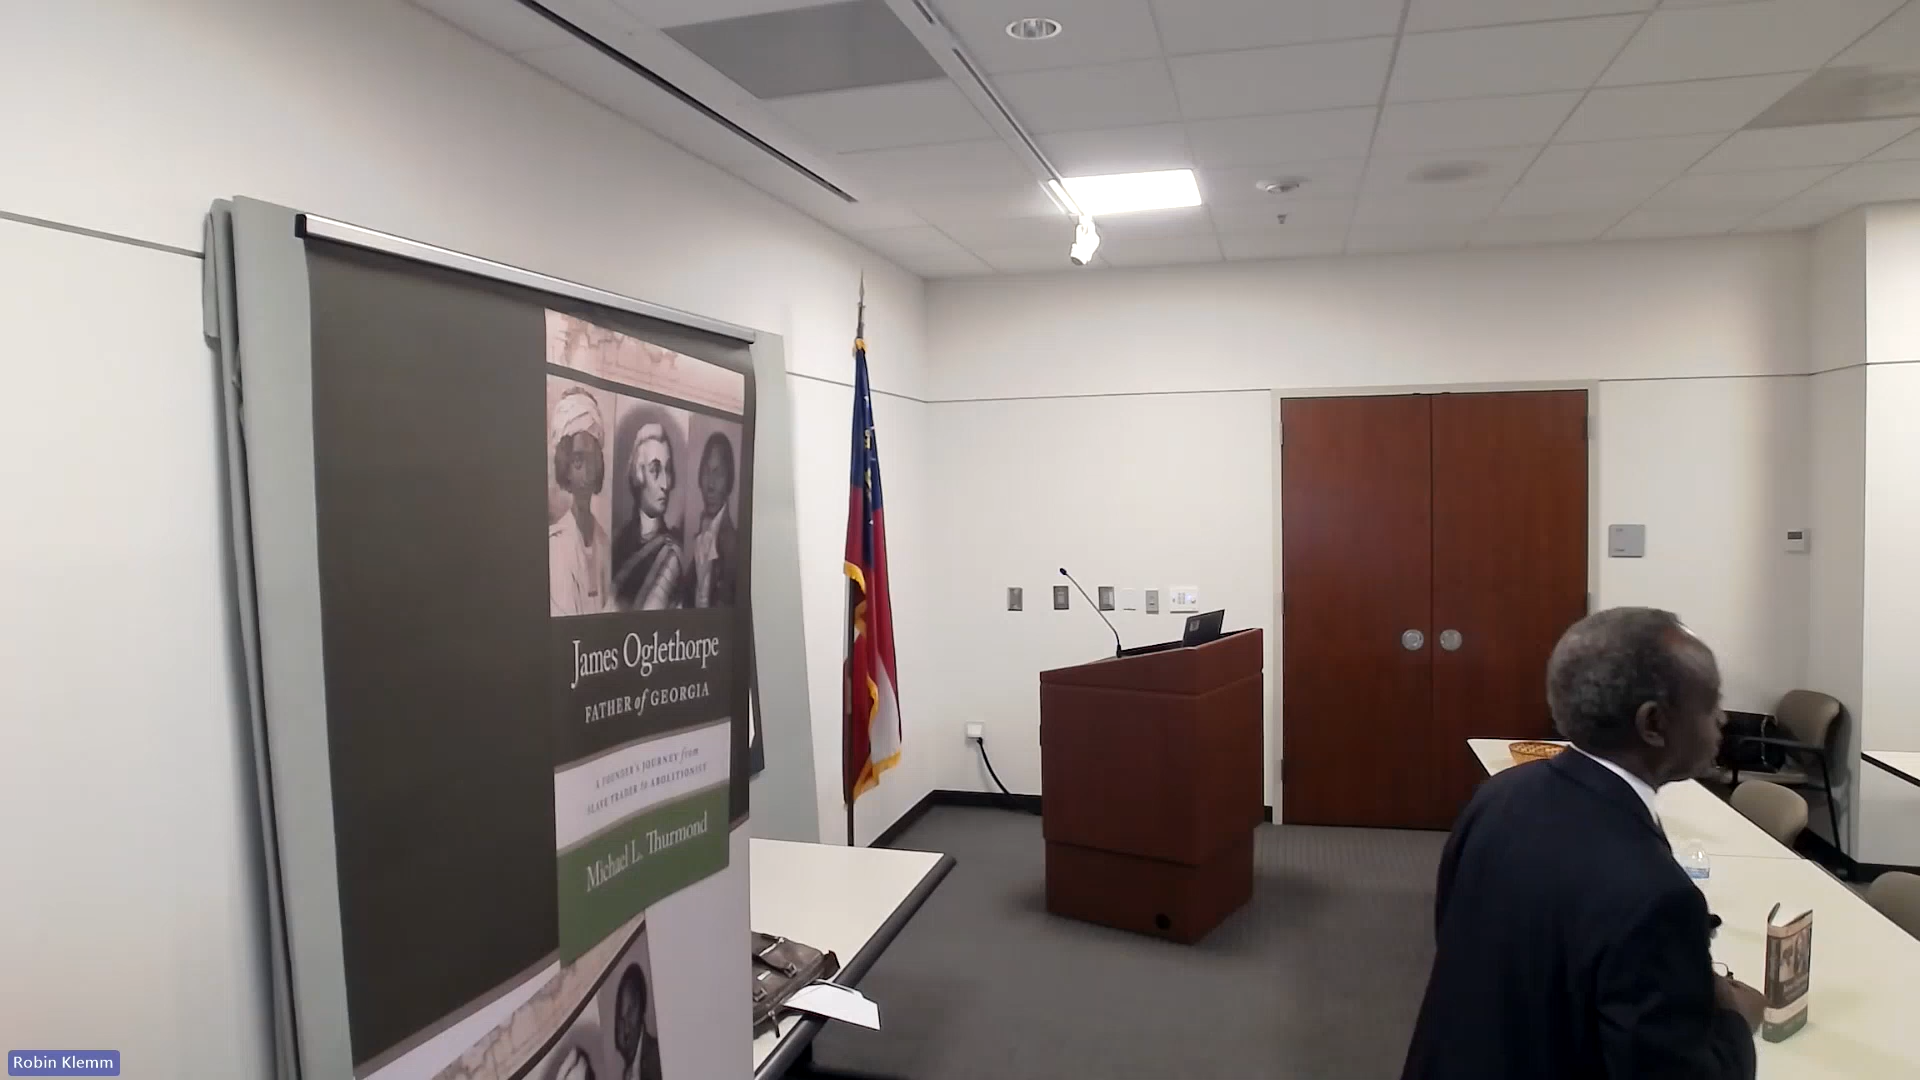 James Oglethorpe
FATHER of GEORGIA
A FOUNDER'S JOURNEY from
SLAVE TRADER TO ABOLITIONIST
Michael L. Thurmond
Robin Klemm